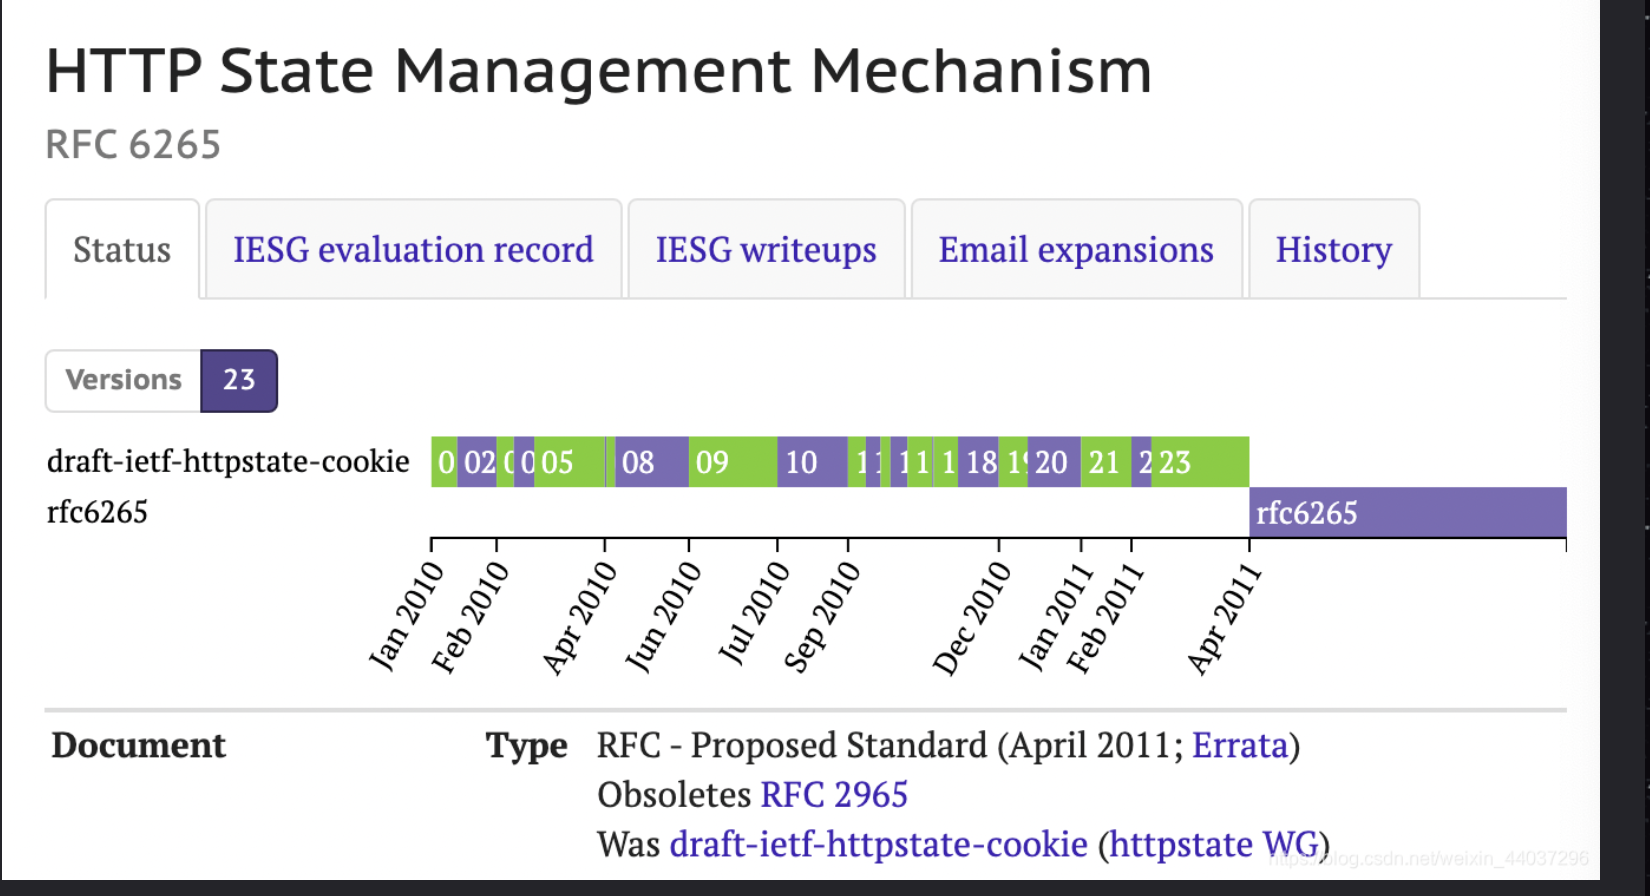 HTTP State Management Mechanism
RFC 6265
Status IESG evaluation record IESG writeups Email expansions History
Versions 23
draft-ietf-httpstate-cookie 0 02 0 05 08 09 10 1 1 1 1 1 18 20 21 2 23
rfc6265 rfc6265
Jan 2010 Feb 2010 Apr 2010 Jun 2010 Jul 2010 Sep 2010 Dec 2010 Jan 2011 Feb 2011 Apr 2011
Document Type RFC - Proposed Standard (April 2011; Errata)
Obsoletes RFC 2965
Was draft-ietf-httpstate-cookie (httpstate WG)
https://blog.csdn.net/weixin_44037296